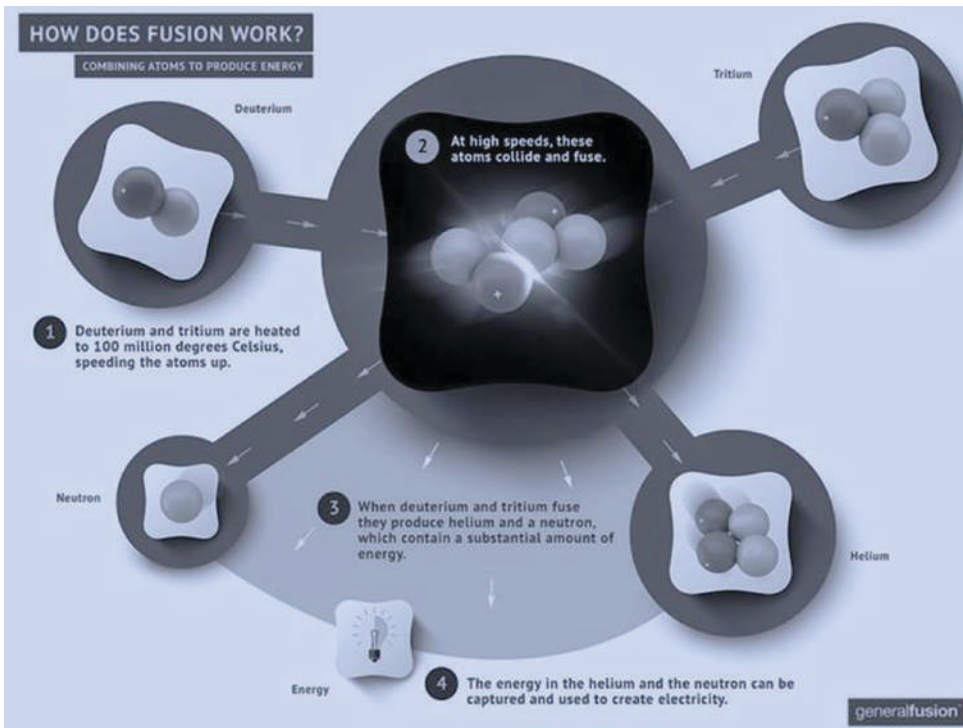 HOW DOES FUSION WORK?
COMBINING ATOMS TO PRODUCE ENERGY
Deuterium
Tritium
2 At high speeds, these
atoms collide and fuse.
+
1 Deuterium and tritium are heated
to 100 million degrees Celsius,
speeding the atoms up.
Neutron
3 When deuterium and tritium fuse
they produce helium and a neutron,
which contain a substantial amount of
energy.
Helium
Energy
4 The energy in the helium and the neutron can be
captured and used to create electricity.
generalfusion